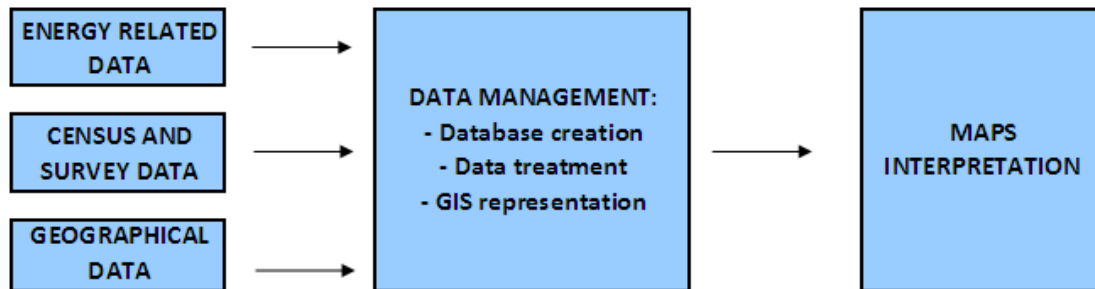 ENERGY RELATED
DATA
CENSUS AND
SURVEY DATA
GEOGRAPHICAL
DATA
DATA MANAGEMENT:
- Database creation
- Data treatment
- GIS representation
MAPS
INTERPRETATION